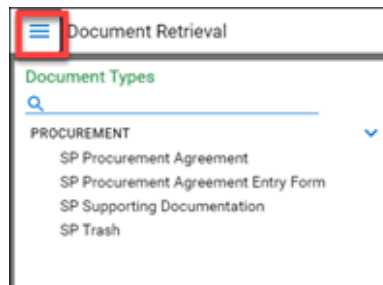 Document Retrieval
Document Types
PROCUREMENT
SP Procurement Agreement
SP Procurement Agreement Entry Form
SP Supporting Documentation
SP Trash